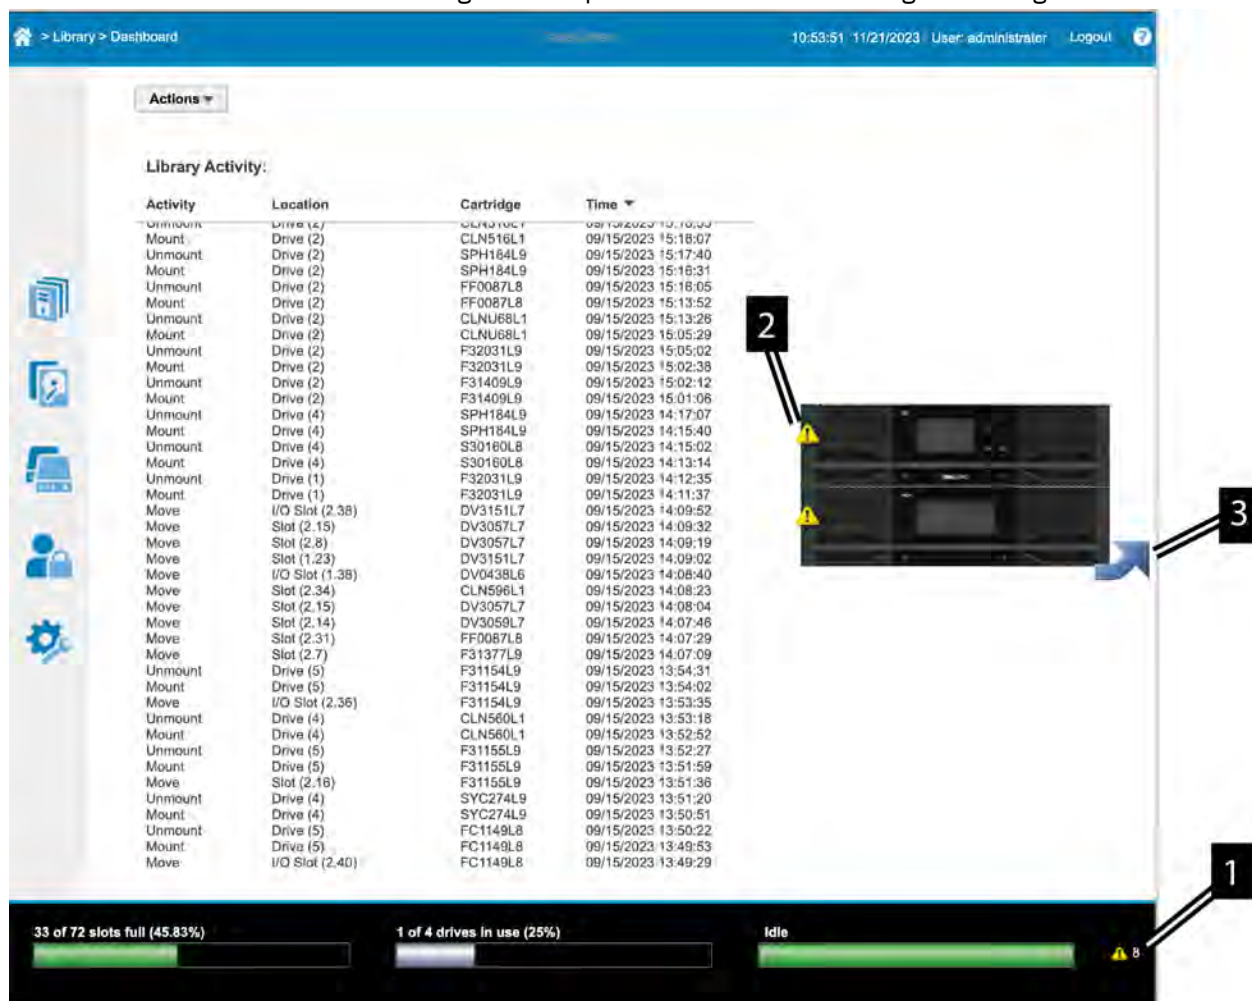 > Library > Dashboard
10:53:51 11/21/2023 User: administrator Logout ?
Actions
Library Activity:
Activity Location Cartridge Time
Unmount Drive (2)
Mount Drive (2) CLN516L1 09/15/2023 15:18:07
Unmount Drive (2) SPH184L9 09/15/2023 15:17:40
Mount Drive (2) SPH184L9 09/15/2023 15:16:31
Unmount Drive (2) FF0087L8 09/15/2023 15:16:05
Mount Drive (2) FF0087L8 09/15/2023 15:13:52
Unmount Drive (2) CLNU68L1 09/15/2023 15:13:26
Mount Drive (2) CLNU68L1 09/15/2023 15:05:29
Unmount Drive (2) F32031L9 09/15/2023 15:05:02
Mount Drive (2) F32031L9 09/15/2023 15:02:38
Unmount Drive (2) F31409L9 09/15/2023 15:02:12
Mount Drive (2) F31409L9 09/15/2023 15:01:06
Unmount Drive (4) SPH184L9 09/15/2023 14:17:07
Mount Drive (4) SPH184L9 09/15/2023 14:15:40
Unmount Drive (4) S30160L8 09/15/2023 14:15:02
Mount Drive (4) S30160L8 09/15/2023 14:13:14
Unmount Drive (1) F32031L9 09/15/2023 14:12:35
Mount Drive (1) F32031L9 09/15/2023 14:11:37
Move I/O Slot (2.38) DV3151L7 09/15/2023 14:09:52
Move Slot (2.15) DV3057L7 09/15/2023 14:09:32
Move Slot (2.8) DV3057L7 09/15/2023 14:09:19
Move Slot (1.23) DV3151L7 09/15/2023 14:09:02
Move I/O Slot (1.38) DV0438L6 09/15/2023 14:08:40
Move Slot (2.34) CLN596L1 09/15/2023 14:08:23
Move Slot (2.15) DV3057L7 09/15/2023 14:08:04
Move Slot (2.14) DV3059L7 09/15/2023 14:07:46
Move Slot (2.31) FF0087L8 09/15/2023 14:07:29
Move Slot (2.7) F31377L9 09/15/2023 14:07:09
Unmount Drive (5) F31154L9 09/15/2023 13:54:31
Mount Drive (5) F31154L9 09/15/2023 13:54:02
Move I/O Slot (2.36) F31154L9 09/15/2023 13:53:35
Unmount Drive (4) CLN560L1 09/15/2023 13:53:18
Mount Drive (4) CLN560L1 09/15/2023 13:52:52
Unmount Drive (5) F31155L9 09/15/2023 13:52:27
Mount Drive (5) F31155L9 09/15/2023 13:51:59
Move Slot (2.16) F31155L9 09/15/2023 13:51:36
Unmount Drive (4) SYC274L9 09/15/2023 13:51:20
Mount Drive (4) SYC274L9 09/15/2023 13:50:51
Unmount Drive (5) FC1149L8 09/15/2023 13:50:22
Mount Drive (5) FC1149L8 09/15/2023 13:49:53
Move I/O Slot (2.40) FC1149L8 09/15/2023 13:49:29
2
3
1
33 of 72 slots full (45.83%) 1 of 4 drives in use (25%) Idle
8